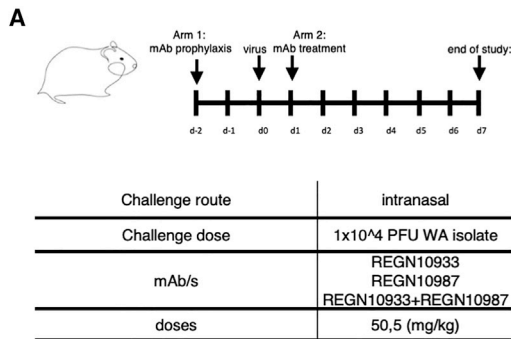 A
Arm 1:
mAb prophylaxis
virus
Arm 2:
mAb treatment
end of study:
d-2 d-1 d0 d1 d2 d3 d4 d5 d6 d7
Challenge route intranasal
Challenge dose 1x10^4 PFU WA isolate
mAb/s REGN10933
REGN10987
REGN10933+REGN10987
doses 50,5 (mg/kg)